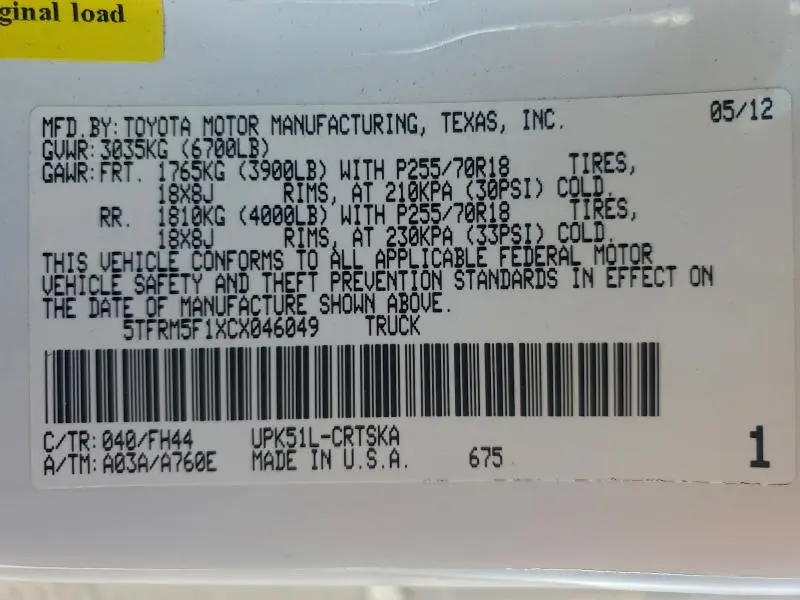 ginal load
MFD.BY:TOYOTA MOTOR MANUFACTURING, TEXAS, INC. 05/12
GVWR:3035KG (6700LB)
GAWR:FRT. 1765KG (3900LB) WITH P255/70R18 TIRES,
18X8J RIMS, AT 210KPA (30PSI) COLD.
RR. 1810KG (4000LB) WITH P255/70R18 TIRES,
18X8J RIMS, AT 230KPA (33PSI) COLD.
THIS VEHICLE CONFORMS TO ALL APPLICABLE FEDERAL MOTOR
VEHICLE SAFETY AND THEFT PREVENTION STANDARDS IN EFFECT ON
THE DATE OF MANUFACTURE SHOWN ABOVE.
5TFRM5F1XCX046049 TRUCK
C/TR:040/FH44 UPK51L-CRTSKA
A/TM:A03A/A760E MADE IN U.S.A. 675 1